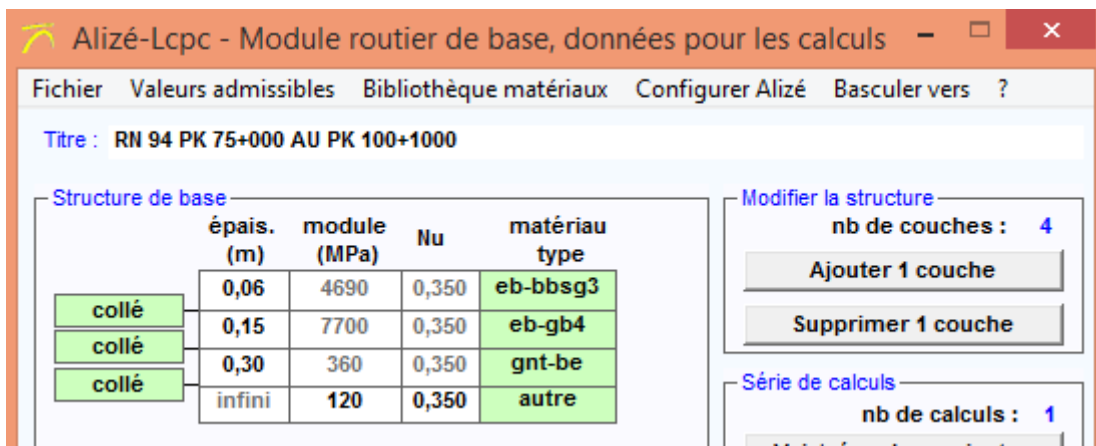 Alizé-Lcpc - Module routier de base, données pour les calculs
Fichier Valeurs admissibles Bibliothèque matériaux Configurer Alizé Basculer vers ?
Titre : RN 94 PK 75+000 AU PK 100+1000
Structure de base
épais. (m) module (MPa) Nu matériau type
0,06 4690 0,350 eb-bbsg3
collé
0,15 7700 0,350 eb-gb4
collé
0,30 360 0,350 gnt-be
collé
infini 120 0,350 autre
Modifier la structure
nb de couches : 4
Ajouter 1 couche
Supprimer 1 couche
Série de calculs
nb de calculs : 1